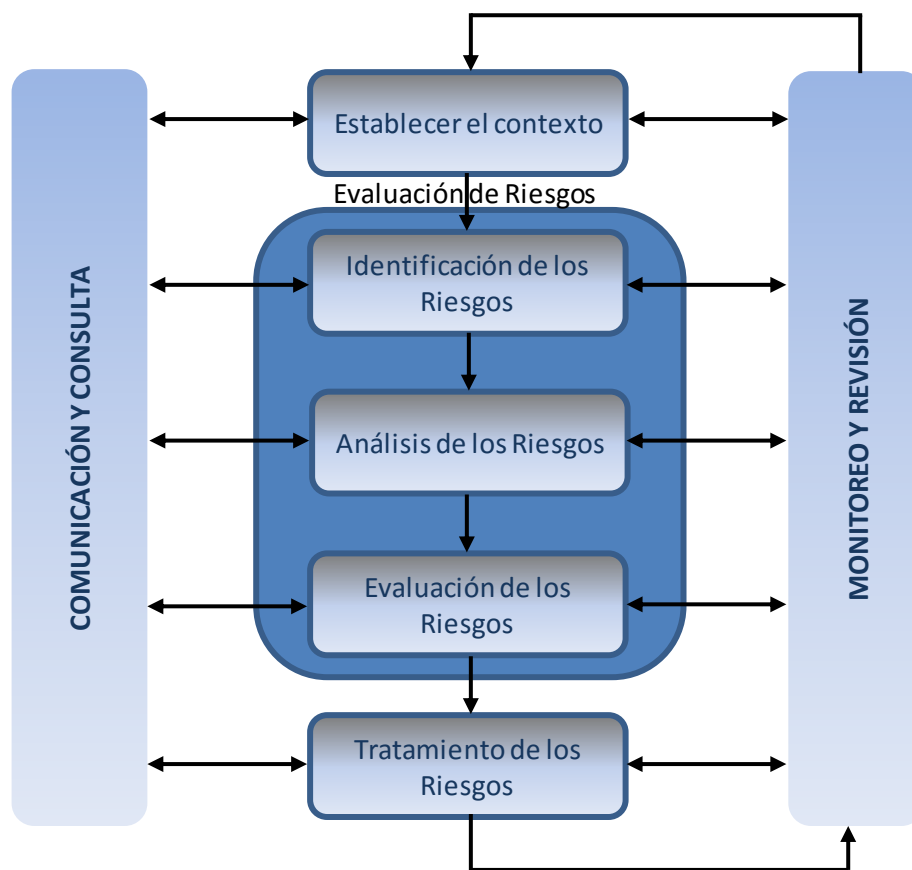 Establecer el contexto
Evaluación de Riesgos
Identificación de los
Riesgos
Análisis de los Riesgos
Evaluación de los
Riesgos
Tratamiento de los
Riesgos
COMUNICACIÓN Y CONSULTA
MONITOREO Y REVISIÓN